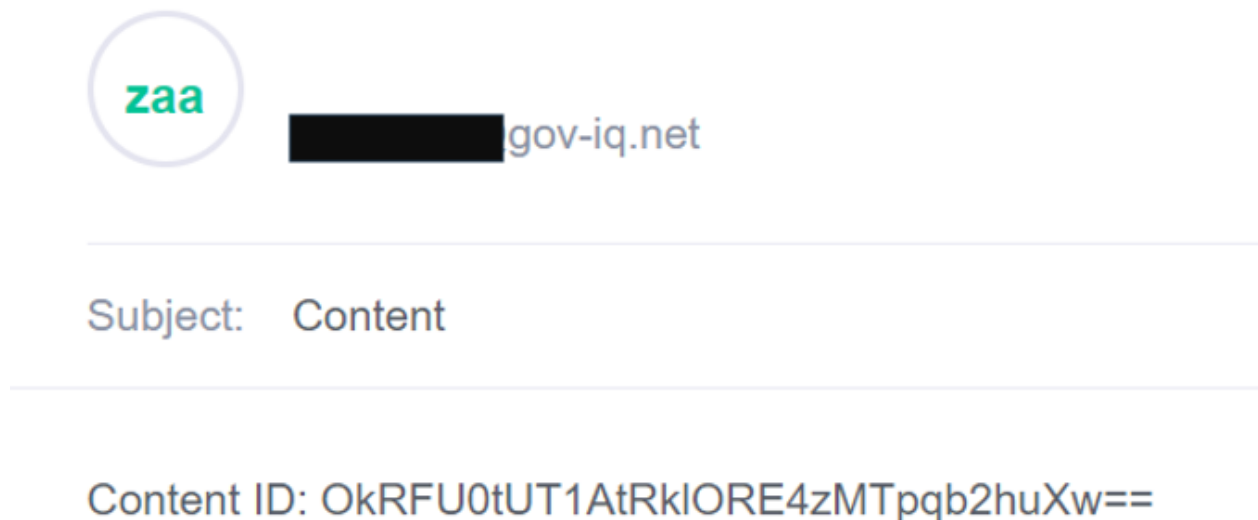 zaa
gov-iq.net
Subject: Content
Content ID: OkRFU0tUT1AtRklORE4zMTpqb2huXw==